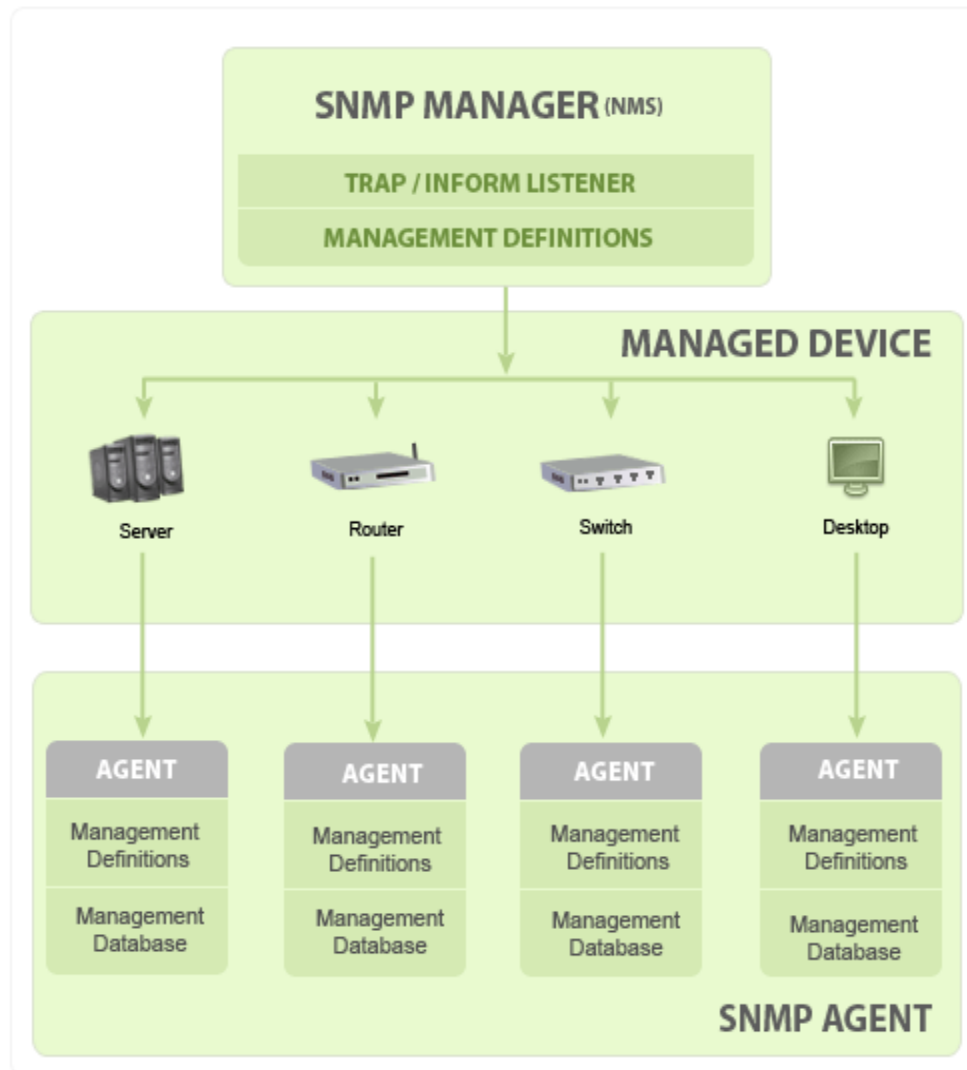 SNMP MANAGER (NMS)
TRAP / INFORM LISTENER
MANAGEMENT DEFINITIONS
MANAGED DEVICE
Server
Router
Switch
Desktop
AGENT
Management
Definitions
Management
Database
AGENT
Management
Definitions
Management
Database
AGENT
Management
Definitions
Management
Database
AGENT
Management
Definitions
Management
Database
SNMP AGENT